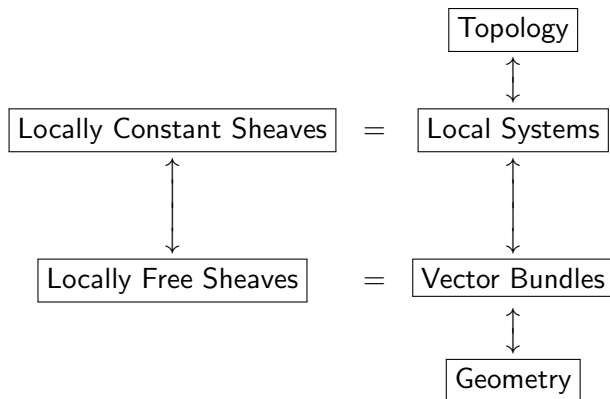 Topology
Locally Constant Sheaves = Local Systems
Locally Free Sheaves = Vector Bundles
Geometry